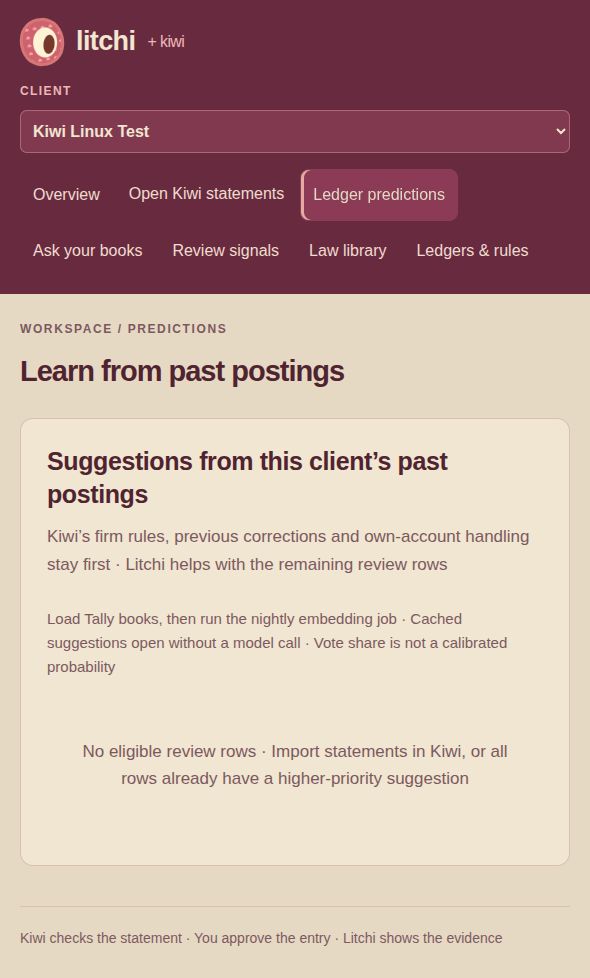 litchi + kiwi
CLIENT
Kiwi Linux Test
Overview Open Kiwi statements Ledger predictions
Ask your books Review signals Law library Ledgers & rules
WORKSPACE / PREDICTIONS
Learn from past postings
Suggestions from this client’s past
postings
Kiwi’s firm rules, previous corrections and own-account handling
stay first · Litchi helps with the remaining review rows
Load Tally books, then run the nightly embedding job · Cached
suggestions open without a model call · Vote share is not a calibrated
probability
No eligible review rows · Import statements in Kiwi, or all
rows already have a higher-priority suggestion
Kiwi checks the statement · You approve the entry · Litchi shows the evidence